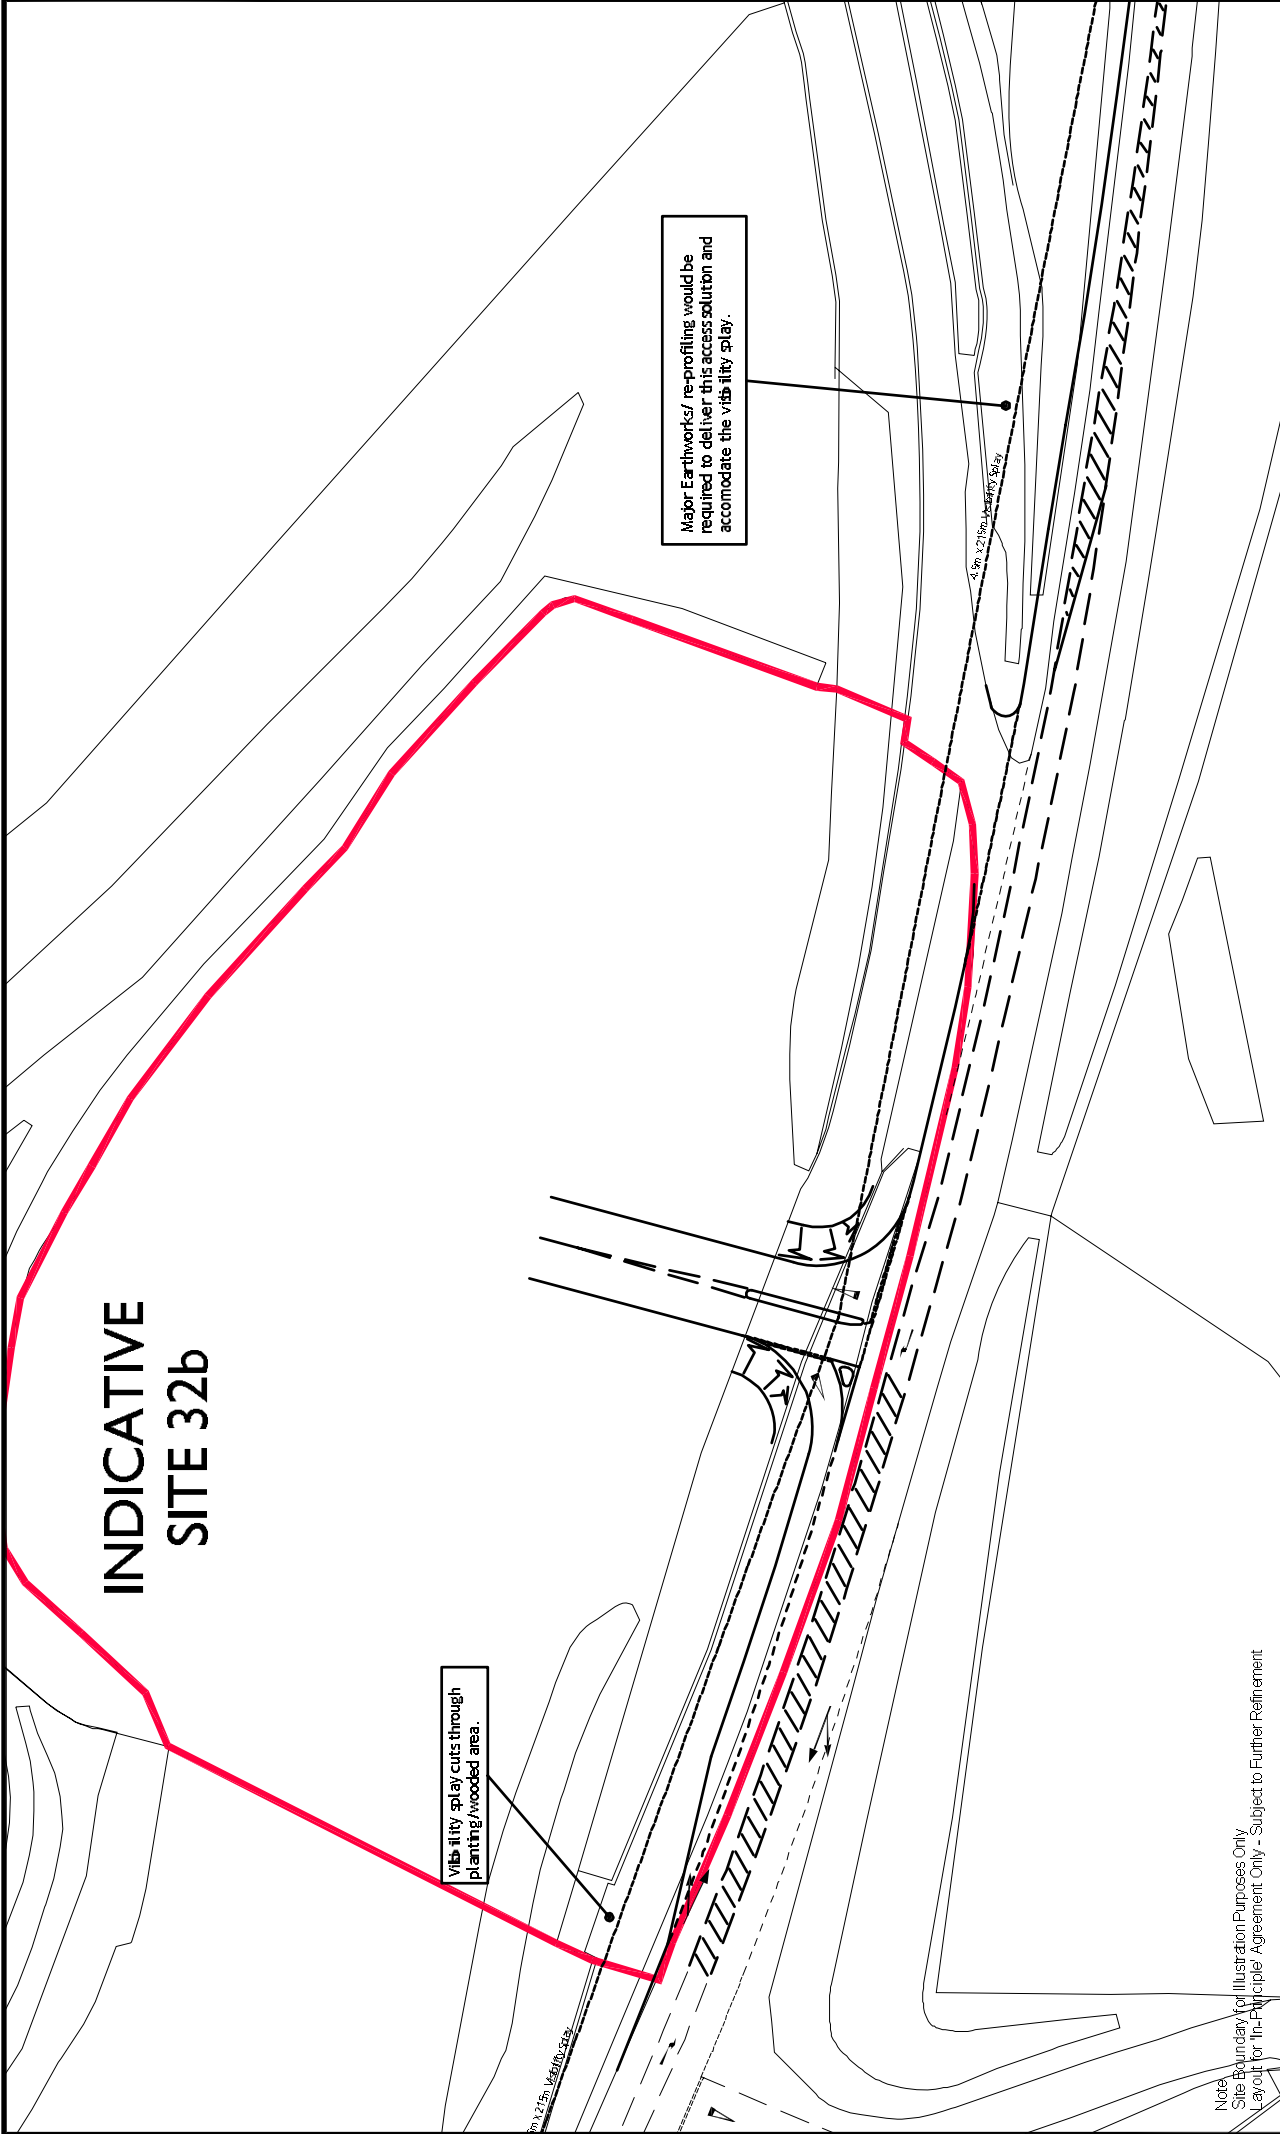 INDICATIVE
SITE 32b
Major Earthworks/ re-profiling would be
required to deliver this access solution and
accomodate the visibility splay.
4.5m x 215m Visibility Splay
Visibility splay cuts through
planting/wooded area.
5m x 215m Visibility Splay
Note
Site Boundary for Illustration Purposes Only
Layout for 'In-Principle' Agreement Only - Subject to Further Refinement